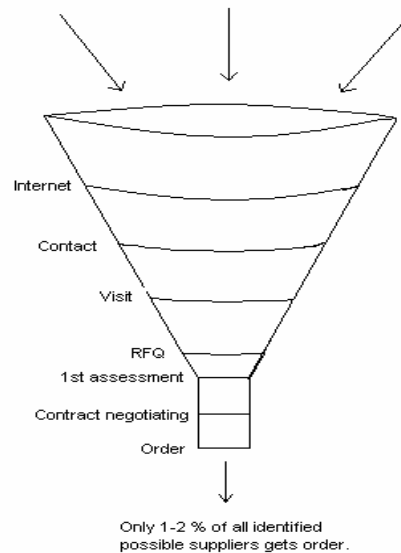 Internet
Contact
Visit
RFQ
1st assessment
Contract negotiating
Order
Only 1-2 % of all identified
possible suppliers gets order.